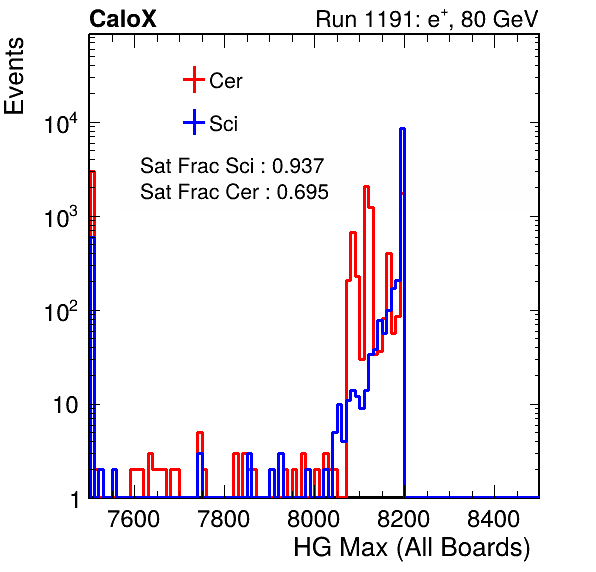 CaloX Run 1191: e⁺, 80 GeV
Events
Cer
Sci
Sat Frac Sci : 0.937
Sat Frac Cer : 0.695
10⁴
10³
10²
10
1
7600 7800 8000 8200 8400
HG Max (All Boards)